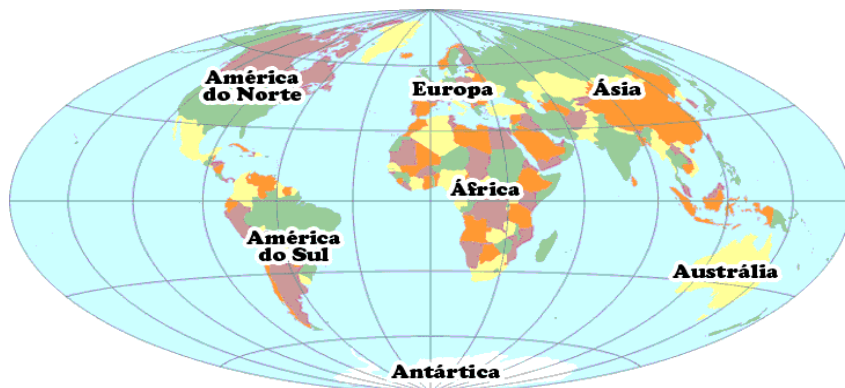 América
do Norte
Europa
Ásia
África
América
do Sul
Austrália
Antártica